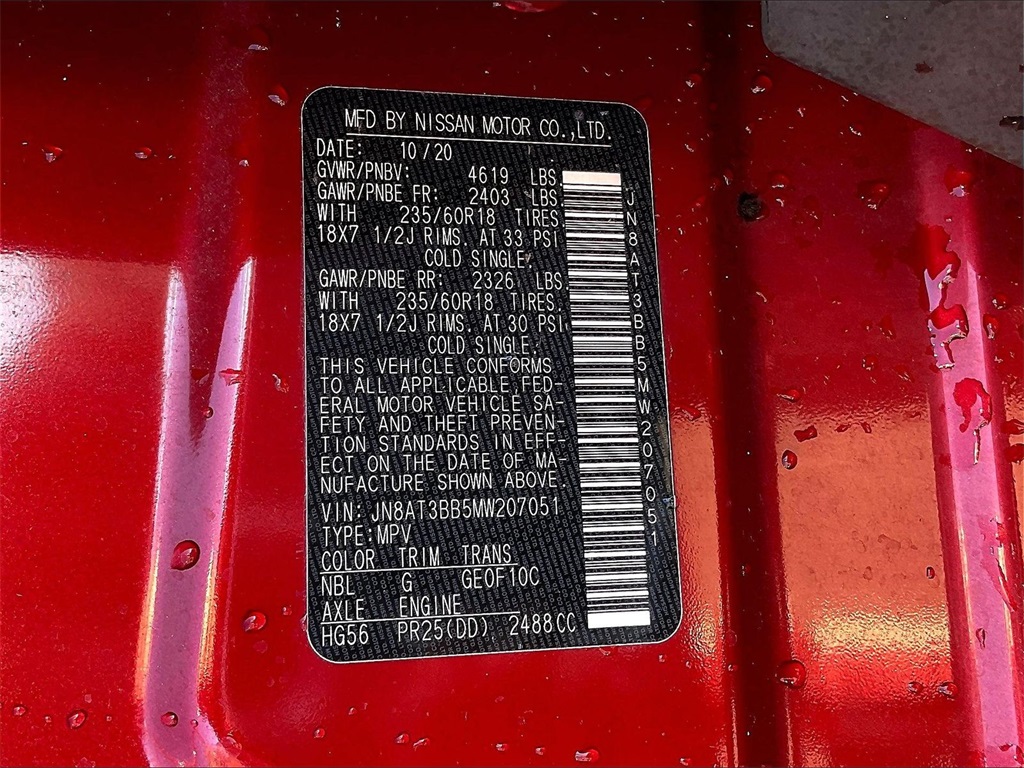 MFD BY NISSAN MOTOR CO.,LTD.
DATE: 10/20
GVWR/PNBV: 4619 LBS
GAWR/PNBE FR: 2403 LBS
WITH 235/60R18 TIRES
18X7 1/2J RIMS. AT 33 PSI
COLD SINGLE:
GAWR/PNBE RR: 2326 LBS
WITH 235/60R18 TIRES.
18X7 1/2J RIMS. AT 30 PSI
COLD SINGLE:
THIS VEHICLE CONFORMS
TO ALL APPLICABLE FED-
ERAL MOTOR VEHICLE SA-
FETY AND THEFT PREVEN-
TION STANDARDS IN EFF-
ECT ON THE DATE OF MA-
NUFACTURE SHOWN ABOVE.
VIN: JN8AT3BB5MW207051
TYPE:MPV
COLOR TRIM TRANS
NBL G GE0F10C
AXLE ENGINE
HG56 PR25(DD) 2488CC
JN8AT3BB5MW207051